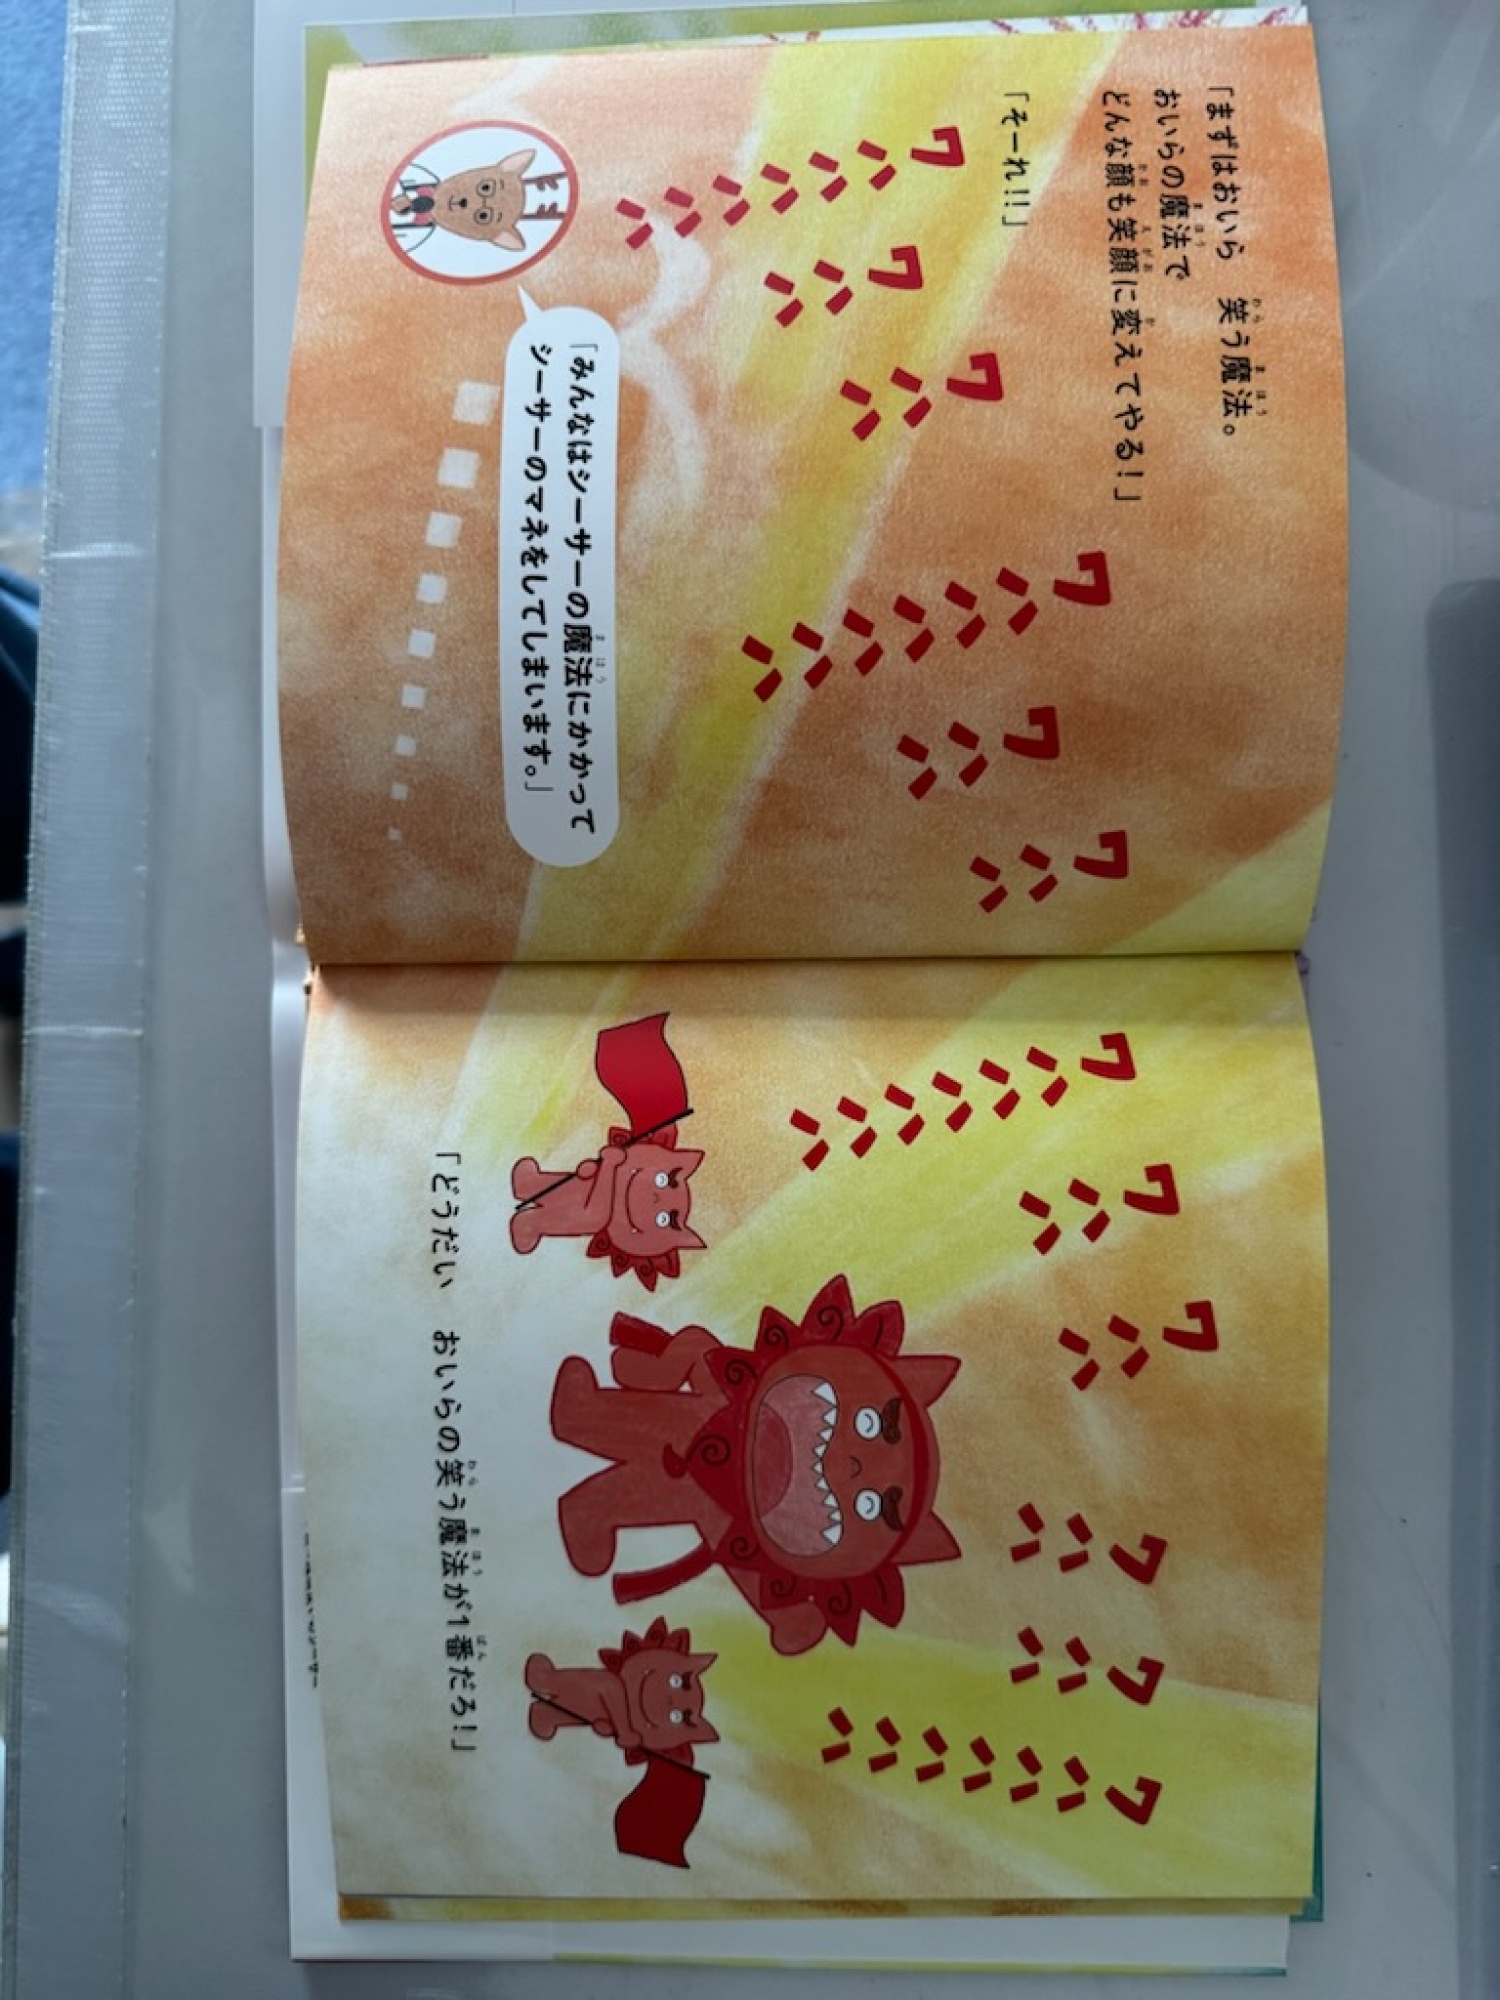 「まずはおいら　笑う魔法。
おいらの魔法で
どんな顔も笑顔に変えてやる！」
「そーれ!!」
ワハハハハハハ
ワハハ
ワハハ
ワハハハハハハ
ワハハ
ワハハ
「みんなはシーサーの魔法にかかって
シーサーのマネをしてしまいます。」
ワハハハハハハ
ワハハ
ワハハ
ワハハ
ワハハ
ワハハハハハハ
「どうだい　おいらの笑う魔法が1番だろ！」